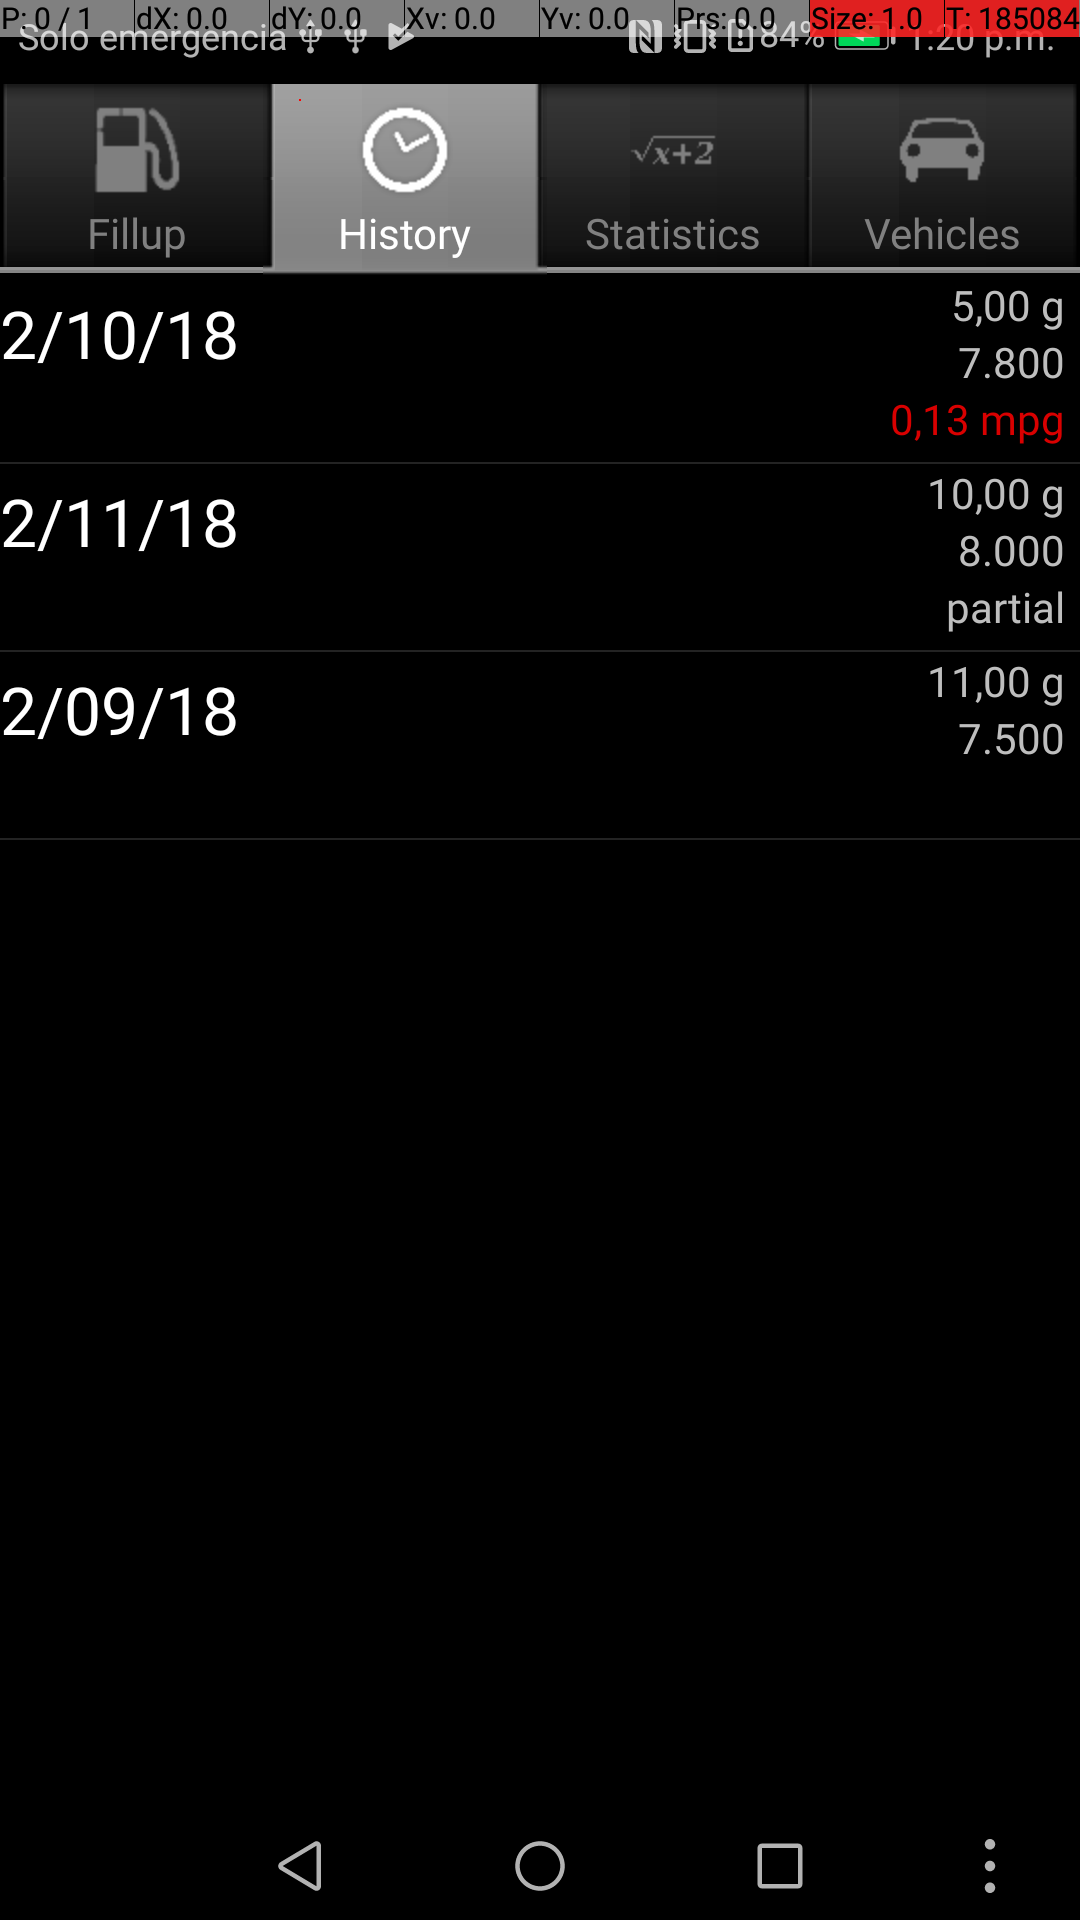 P: 0 / 1 dX: 0.0 dY: 0.0 Xv: 0.0 Yv: 0.0 Prs: 0.0 Size: 1.0 T: 185084
Solo emergencia 84% 1:20 p.m.
Fillup History √x+2 Statistics Vehicles
2/10/18
5,00 g
7.800
0,13 mpg
2/11/18
10,00 g
8.000
partial
2/09/18
11,00 g
7.500